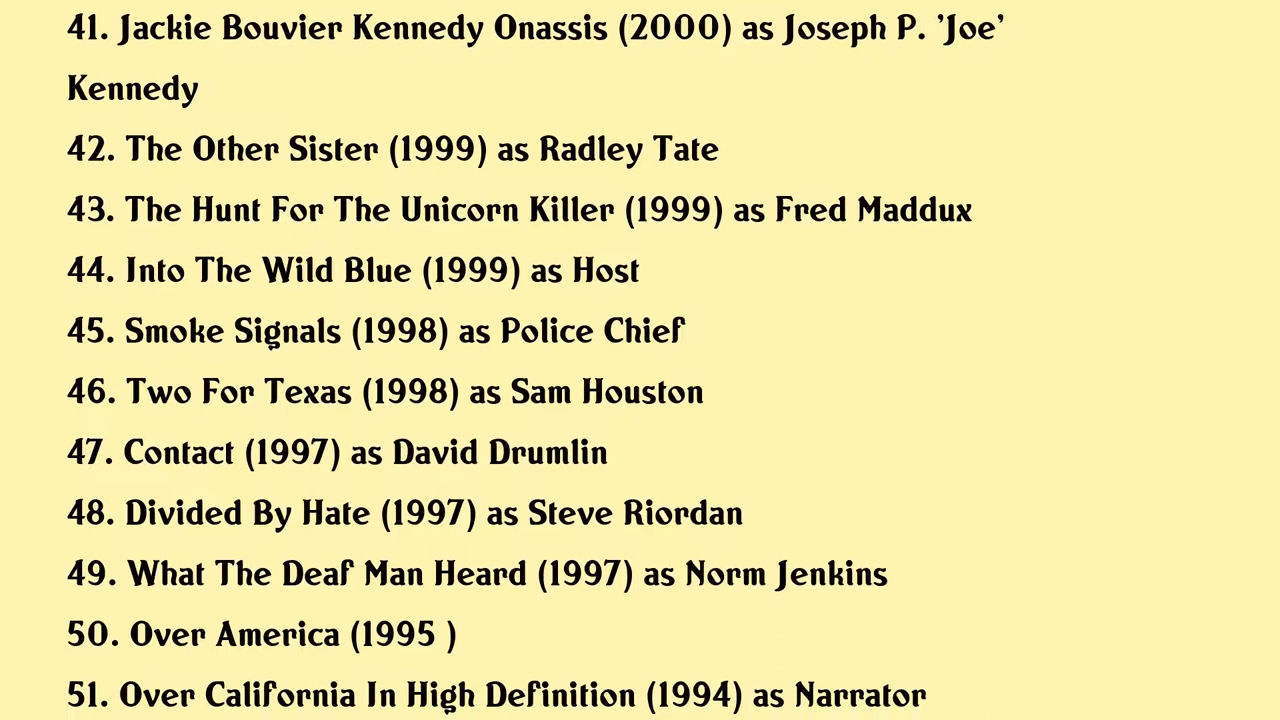 41. Jackie Bouvier Kennedy Onassis (2000) as Joseph P. 'Joe'
Kennedy
42. The Other Sister (1999) as Radley Tate
43. The Hunt For The Unicorn Killer (1999) as Fred Maddux
44. Into The Wild Blue (1999) as Host
45. Smoke Signals (1998) as Police Chief
46. Two For Texas (1998) as Sam Houston
47. Contact (1997) as David Drumlin
48. Divided By Hate (1997) as Steve Riordan
49. What The Deaf Man Heard (1997) as Norm Jenkins
50. Over America (1995 )
51. Over California In High Definition (1994) as Narrator